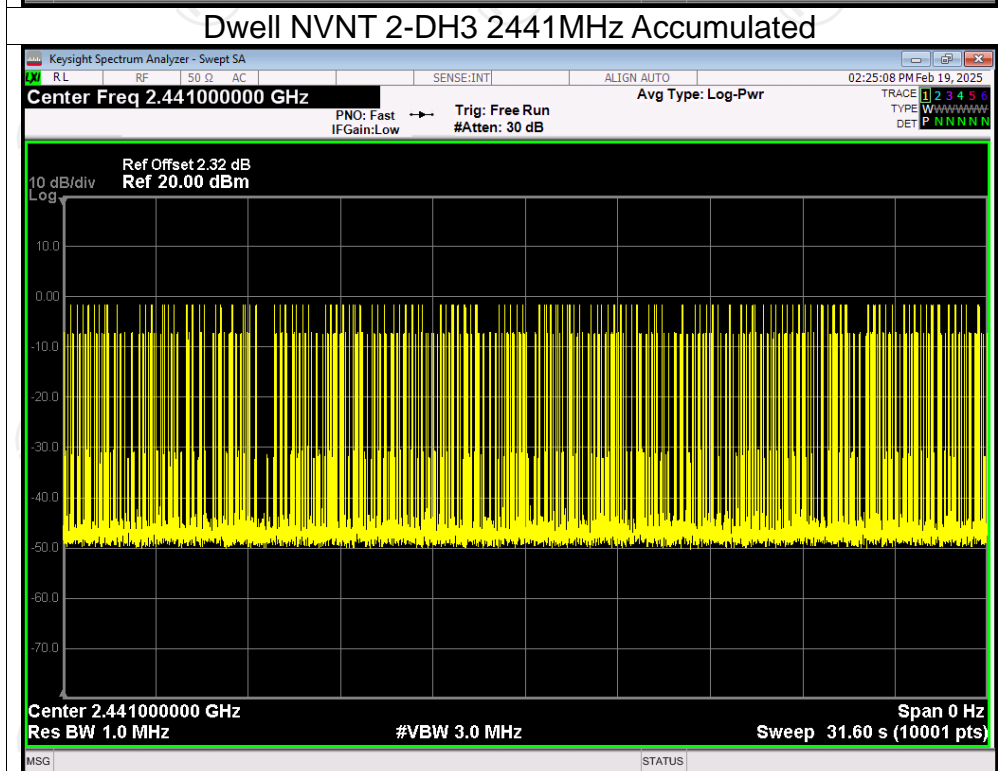 Dwell NVNT 2-DH3 2441MHz Accumulated
Keysight Spectrum Analyzer - Swept SA
LXI RL RF 50 Ω AC SENSE:INT ALIGN AUTO 02:25:08 PM Feb 19, 2025
Center Freq 2.441000000 GHz Avg Type: Log-Pwr TRACE 1 2 3 4 5 6
PNO: Fast Trig: Free Run TYPE WWWWWW
IFGain:Low #Atten: 30 dB DET P N N N N N
Ref Offset 2.32 dB
10 dB/div Ref 20.00 dBm
Log
10.0
0.00
-10.0
-20.0
-30.0
-40.0
-50.0
-60.0
-70.0
Center 2.441000000 GHz Span 0 Hz
Res BW 1.0 MHz #VBW 3.0 MHz Sweep 31.60 s (10001 pts)
MSG STATUS